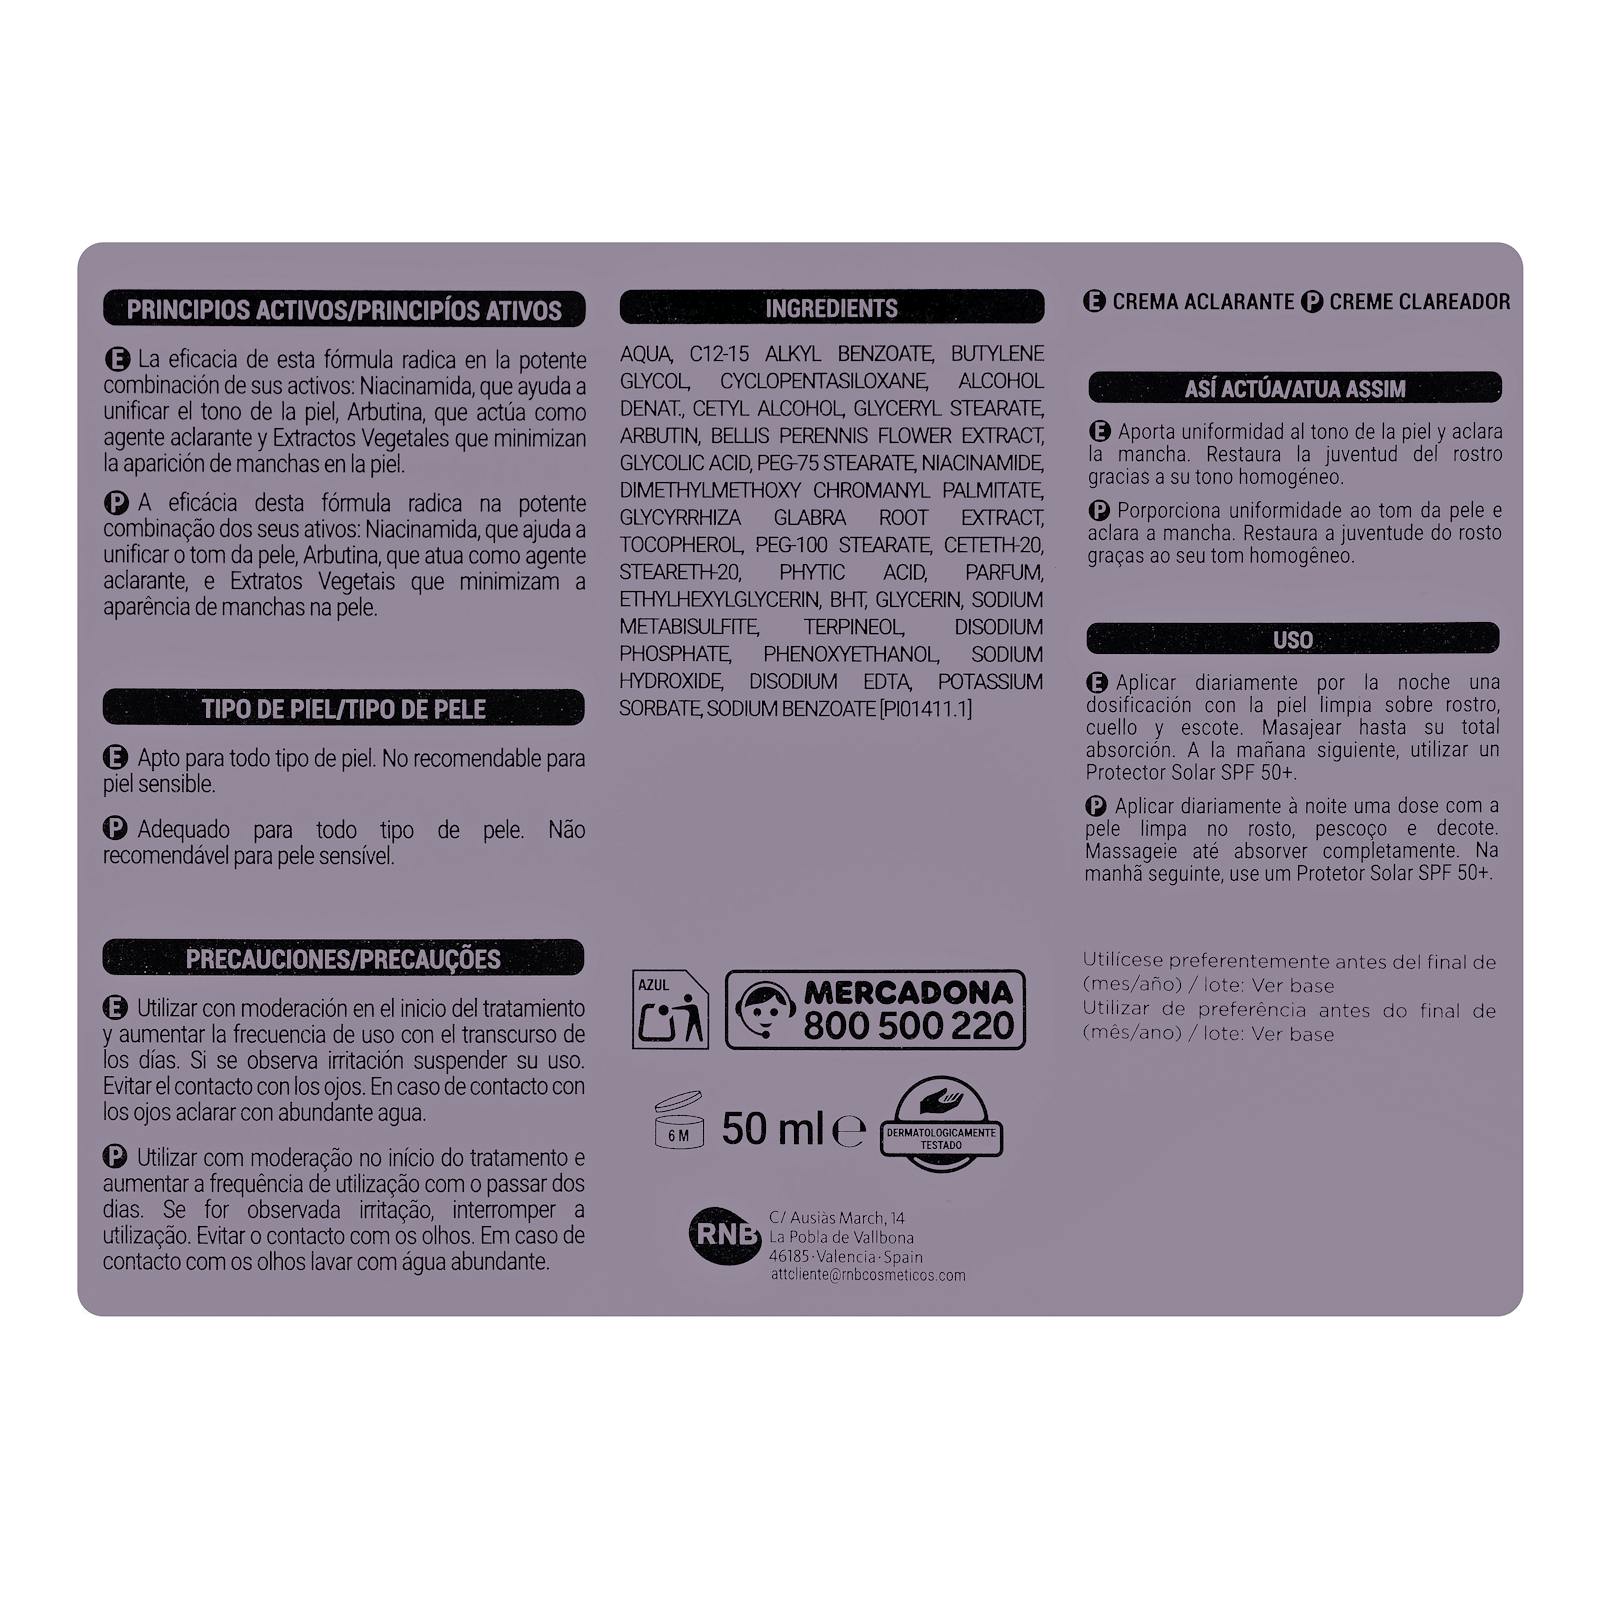 PRINCIPIOS ACTIVOS/PRINCIPÍOS ATIVOS
E La eficacia de esta fórmula radica en la potente
combinación de sus activos: Niacinamida, que ayuda a
unificar el tono de la piel, Arbutina, que actúa como
agente aclarante y Extractos Vegetales que minimizan
la aparición de manchas en la piel.
P A eficácia desta fórmula radica na potente
combinação dos seus ativos: Niacinamida, que ajuda a
unificar o tom da pele, Arbutina, que atua como agente
aclarante, e Extratos Vegetais que minimizam a
aparência de manchas na pele.
TIPO DE PIEL/TIPO DE PELE
E Apto para todo tipo de piel. No recomendable para
piel sensible.
P Adequado para todo tipo de pele. Não
recomendável para pele sensível.
PRECAUCIONES/PRECAUÇÕES
E Utilizar con moderación en el inicio del tratamiento
y aumentar la frecuencia de uso con el transcurso de
los días. Si se observa irritación suspender su uso.
Evitar el contacto con los ojos. En caso de contacto con
los ojos aclarar con abundante agua.
P Utilizar com moderação no início do tratamento e
aumentar a frequência de utilização com o passar dos
dias. Se for observada irritação, interromper a
utilização. Evitar o contacto com os olhos. Em caso de
contacto com os olhos lavar com água abundante.
INGREDIENTS
AQUA, C12-15 ALKYL BENZOATE, BUTYLENE
GLYCOL, CYCLOPENTASILOXANE, ALCOHOL
DENAT., CETYL ALCOHOL, GLYCERYL STEARATE,
ARBUTIN, BELLIS PERENNIS FLOWER EXTRACT,
GLYCOLIC ACID, PEG-75 STEARATE, NIACINAMIDE,
DIMETHYLMETHOXY CHROMANYL PALMITATE,
GLYCYRRHIZA GLABRA ROOT EXTRACT,
TOCOPHEROL, PEG-100 STEARATE, CETETH-20,
STEARETH-20, PHYTIC ACID, PARFUM,
ETHYLHEXYLGLYCERIN, BHT, GLYCERIN, SODIUM
METABISULFITE, TERPINEOL, DISODIUM
PHOSPHATE, PHENOXYETHANOL, SODIUM
HYDROXIDE, DISODIUM EDTA, POTASSIUM
SORBATE, SODIUM BENZOATE [PI01411.1]
AZUL
MERCADONA
800 500 220
6 M
50 ml e
DERMATOLOGICAMENTE
TESTADO
RNB
C/ Ausiàs March, 14
La Pobla de Vallbona
46185·Valencia·Spain
attcliente@rnbcosmeticos.com
E CREMA ACLARANTE P CREME CLAREADOR
ASÍ ACTÚA/ATUA ASSIM
E Aporta uniformidad al tono de la piel y aclara
la mancha. Restaura la juventud del rostro
gracias a su tono homogéneo.
P Porporciona uniformidade ao tom da pele e
aclara a mancha. Restaura a juventude do rosto
graças ao seu tom homogêneo.
USO
E Aplicar diariamente por la noche una
dosificación con la piel limpia sobre rostro,
cuello y escote. Masajear hasta su total
absorción. A la mañana siguiente, utilizar un
Protector Solar SPF 50+.
P Aplicar diariamente à noite uma dose com a
pele limpa no rosto, pescoço e decote.
Massageie até absorver completamente. Na
manhã seguinte, use um Protetor Solar SPF 50+.
Utilícese preferentemente antes del final de
(mes/año) / lote: Ver base
Utilizar de preferência antes do final de
(mês/ano) / lote: Ver base